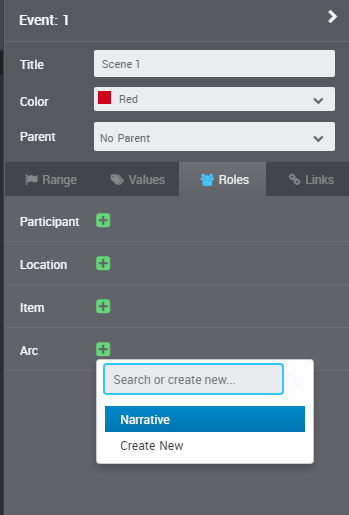 Event: 1
Title Scene 1
Color Red
Parent No Parent
Range Values Roles Links
Participant
Location
Item
Arc
Search or create new...
Narrative
Create New